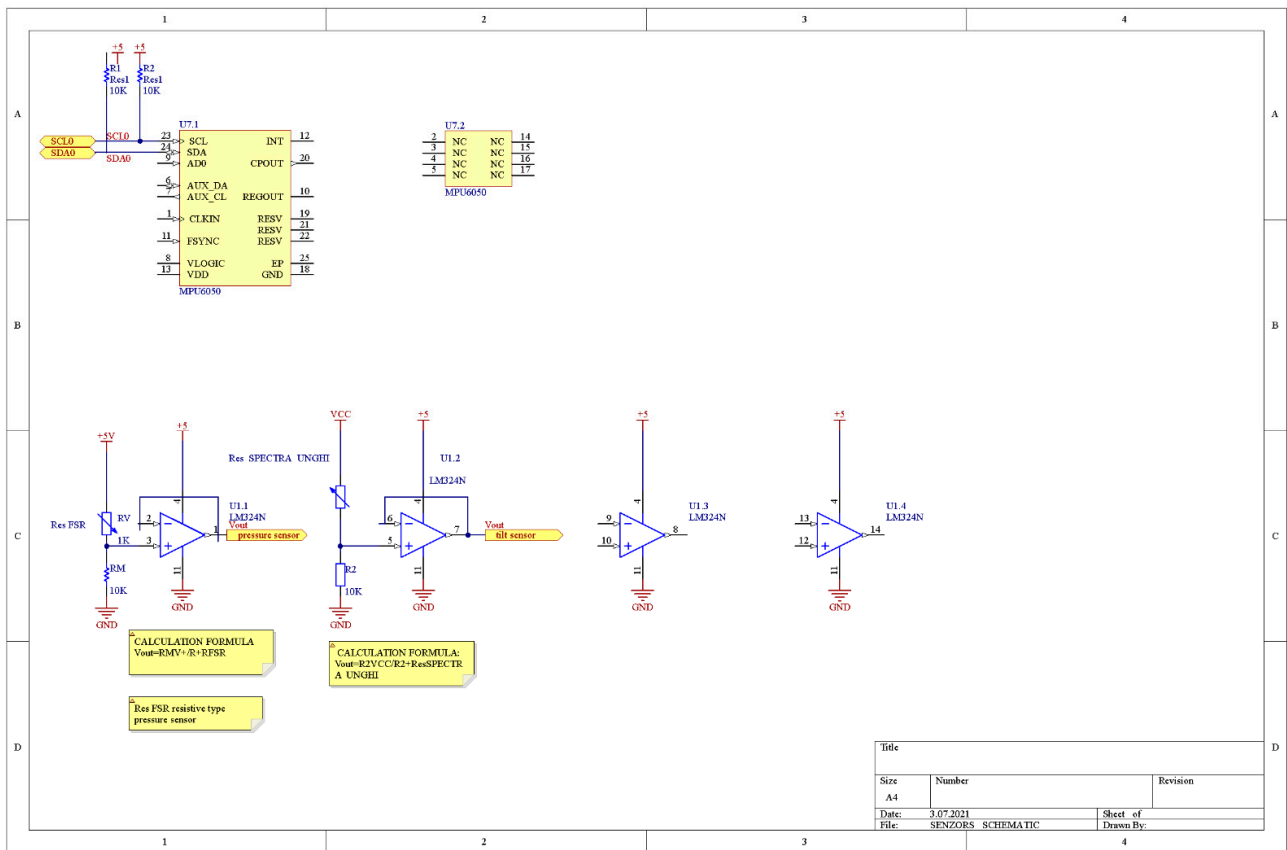 1 2 3 4
A A
B B
C C
D D
+5 +5
R1 R2
Res1 Res1
10K 10K
SCL0 SCL0
SDA0 SDA0
U7.1
23 SCL INT 12
24 SDA
9 AD0 CPOUT 20
6 AUX_DA
7 AUX_CL REGOUT 10
1 CLKIN RESV 19
RESV 21
11 FSYNC RESV 22
8 VLOGIC EP 25
13 VDD GND 18
MPU6050
U7.2
2 NC NC 14
3 NC NC 15
4 NC NC 16
5 NC NC 17
MPU6050
+5V
+5
Res FSR RV
1K
RM
10K
GND
4
2
3
1
11
GND
U1.1
LM324N
Vout
pressure sensor
VCC
Res SPECTRA UNGHI
R2
10K
GND
+5
U1.2
LM324N
4
6
5
7
11
GND
Vout
tilt sensor
+5
4
9
10
8
11
GND
U1.3
LM324N
+5
4
13
12
14
11
GND
U1.4
LM324N
CALCULATION FORMULA
Vout=RMV+/R+RFSR
Res FSR resistive type
pressure sensor
CALCULATION FORMULA:
Vout=R2VCC/R2+ResSPECTR
A UNGHI
Title
Size Number Revision
A4
Date: 3.07.2021 Sheet of
File: SENZORS SCHEMATIC Drawn By:
1 2 3 4